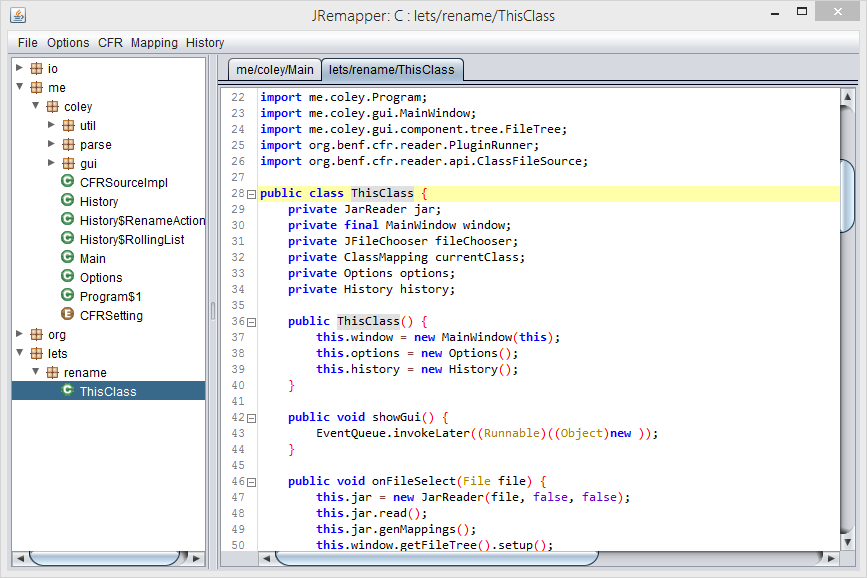 JRemapper: C : lets/rename/ThisClass
File Options CFR Mapping History
io
me
coley
util
parse
gui
CFRSourceImpl
History
History$RenameAction
History$RollingList
Main
Options
Program$1
CFRSetting
org
lets
rename
ThisClass
me/coley/Main lets/rename/ThisClass
22 import me.coley.Program;
23 import me.coley.gui.MainWindow;
24 import me.coley.gui.component.tree.FileTree;
25 import org.benf.cfr.reader.PluginRunner;
26 import org.benf.cfr.reader.api.ClassFileSource;
27
28 public class ThisClass {
29 private JarReader jar;
30 private final MainWindow window;
31 private JFileChooser fileChooser;
32 private ClassMapping currentClass;
33 private Options options;
34 private History history;
35
36 public ThisClass() {
37 this.window = new MainWindow(this);
38 this.options = new Options();
39 this.history = new History();
40 }
41
42 public void showGui() {
43 EventQueue.invokeLater((Runnable)((Object)new ));
44 }
45
46 public void onFileSelect(File file) {
47 this.jar = new JarReader(file, false, false);
48 this.jar.read();
49 this.jar.genMappings();
50 this.window.getFileTree().setup();